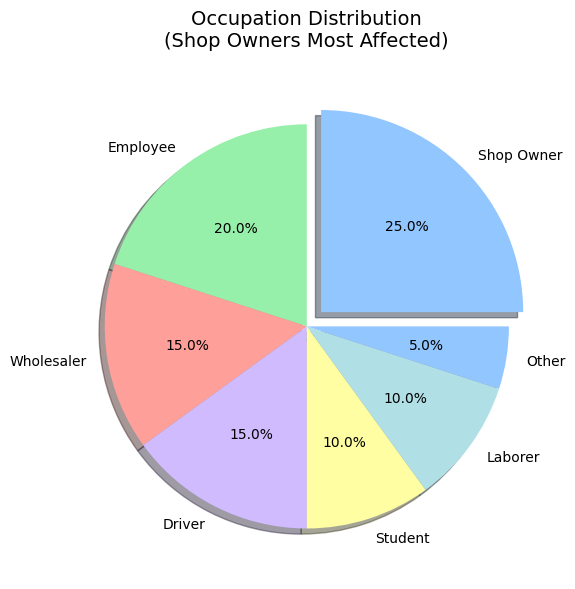 Occupation Distribution
(Shop Owners Most Affected)
Shop Owner
25.0%
Employee
20.0%
Wholesaler
15.0%
Driver
15.0%
Student
10.0%
Laborer
10.0%
Other
5.0%